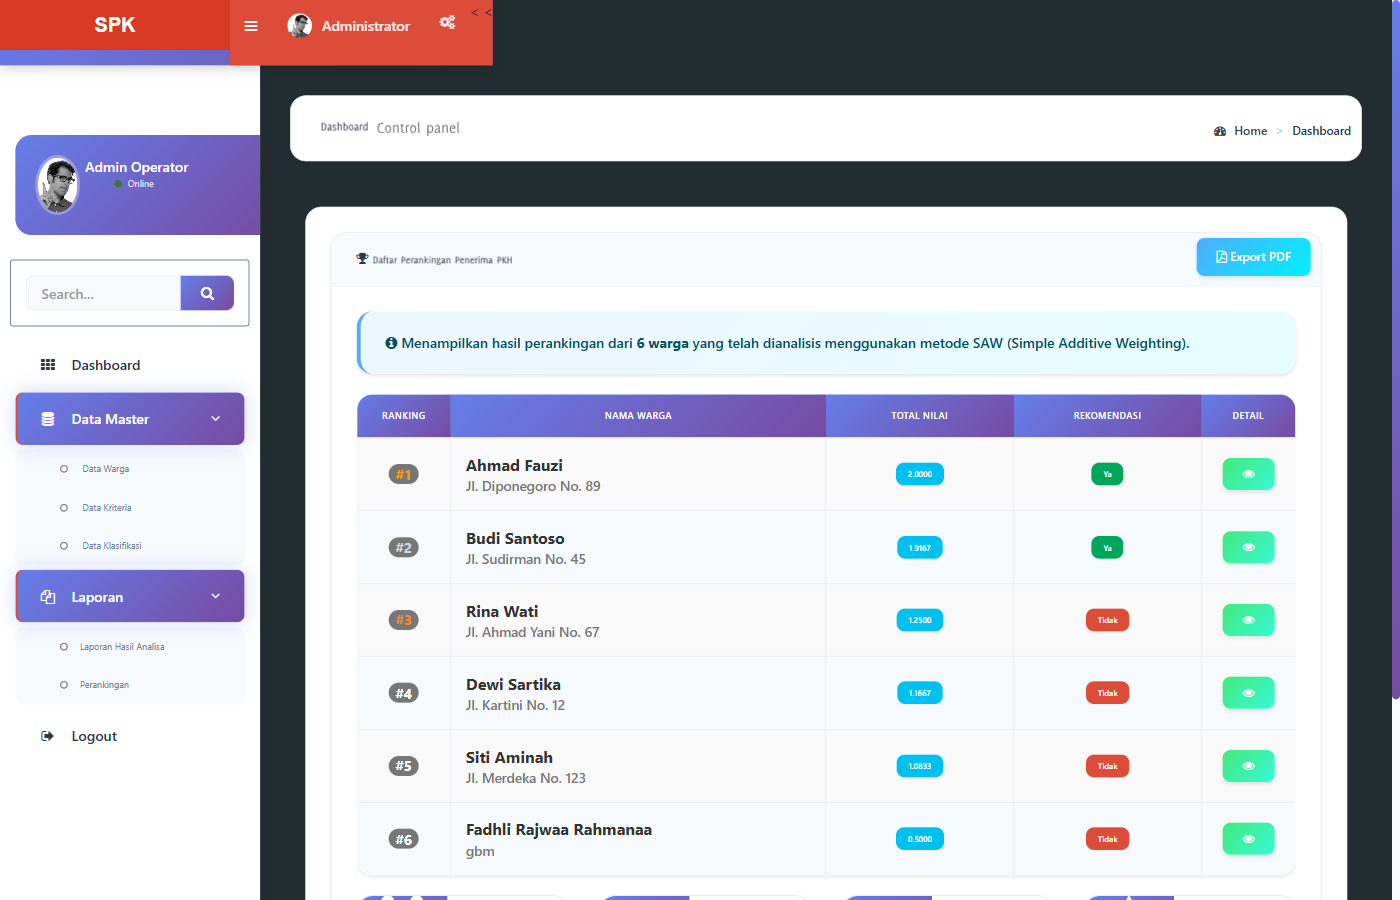 SPK
Administrator
< <
Dashboard Control panel
Home > Dashboard
Admin Operator
Online
Search...
Dashboard
Data Master
Data Warga
Data Kriteria
Data Klasifikasi
Laporan
Laporan Hasil Analisa
Perankingan
Logout
Daftar Perankingan Penerima PKH
Export PDF
Menampilkan hasil perankingan dari 6 warga yang telah dianalisis menggunakan metode SAW (Simple Additive Weighting).
RANKING NAMA WARGA TOTAL NILAI REKOMENDASI DETAIL
#1 Ahmad Fauzi 2.0000 Ya
Jl. Diponegoro No. 89
#2 Budi Santoso 1.9167 Ya
Jl. Sudirman No. 45
#3 Rina Wati 1.2500 Tidak
Jl. Ahmad Yani No. 67
#4 Dewi Sartika 1.1667 Tidak
Jl. Kartini No. 12
#5 Siti Aminah 1.0833 Tidak
Jl. Merdeka No. 123
#6 Fadhli Rajwaa Rahmanaa 0.5000 Tidak
gbm